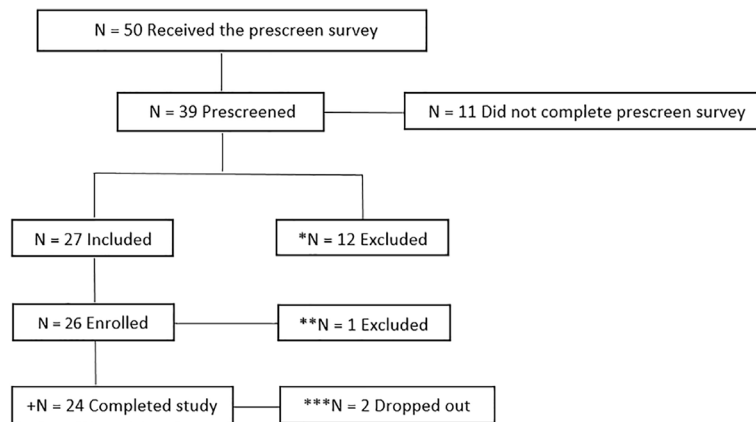 N = 50 Received the prescreen survey
N = 39 Prescreened
N = 11 Did not complete prescreen survey
N = 27 Included
*N = 12 Excluded
N = 26 Enrolled
**N = 1 Excluded
+N = 24 Completed study
***N = 2 Dropped out